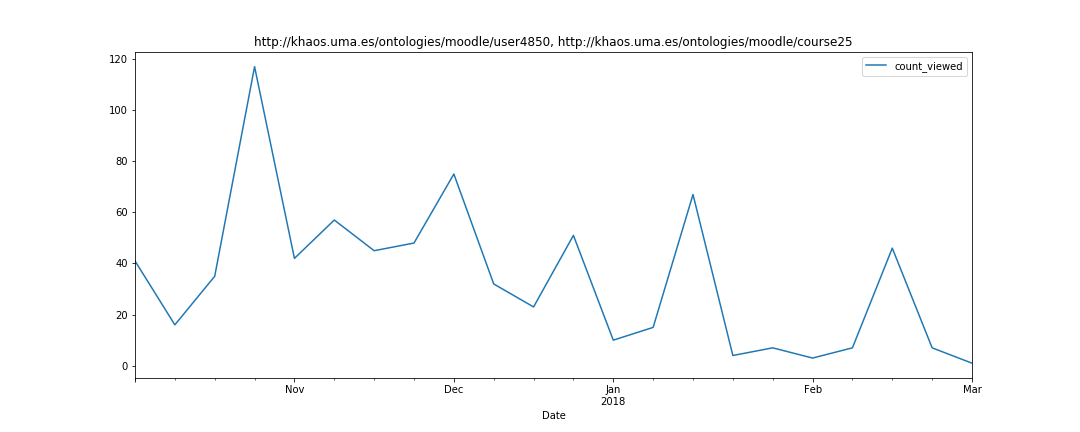 http://khaos.uma.es/ontologies/moodle/user4850, http://khaos.uma.es/ontologies/moodle/course25
count_viewed
120
100
80
60
40
20
0
Nov
Dec
Jan
2018
Feb
Mar
Date